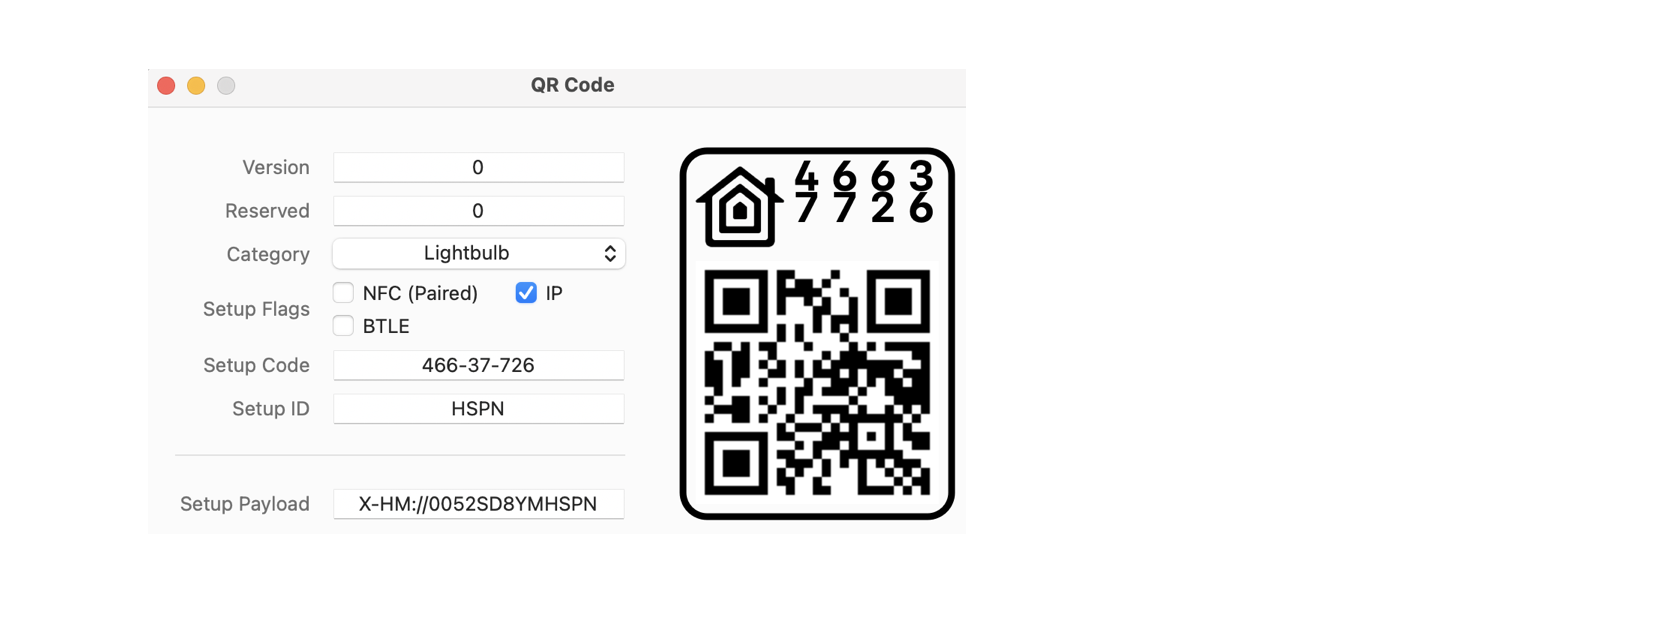 QR Code
Version 0
Reserved 0
Category Lightbulb
Setup Flags
NFC (Paired) IP
BTLE
Setup Code 466-37-726
Setup ID HSPN
Setup Payload X-HM://0052SD8YMHSPN
4663
7726